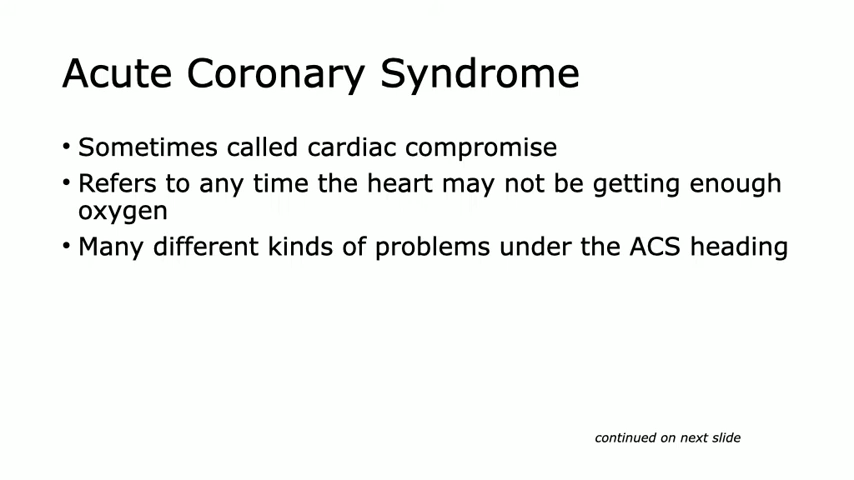 Acute Coronary Syndrome
• Sometimes called cardiac compromise
• Refers to any time the heart may not be getting enough
oxygen
• Many different kinds of problems under the ACS heading
continued on next slide